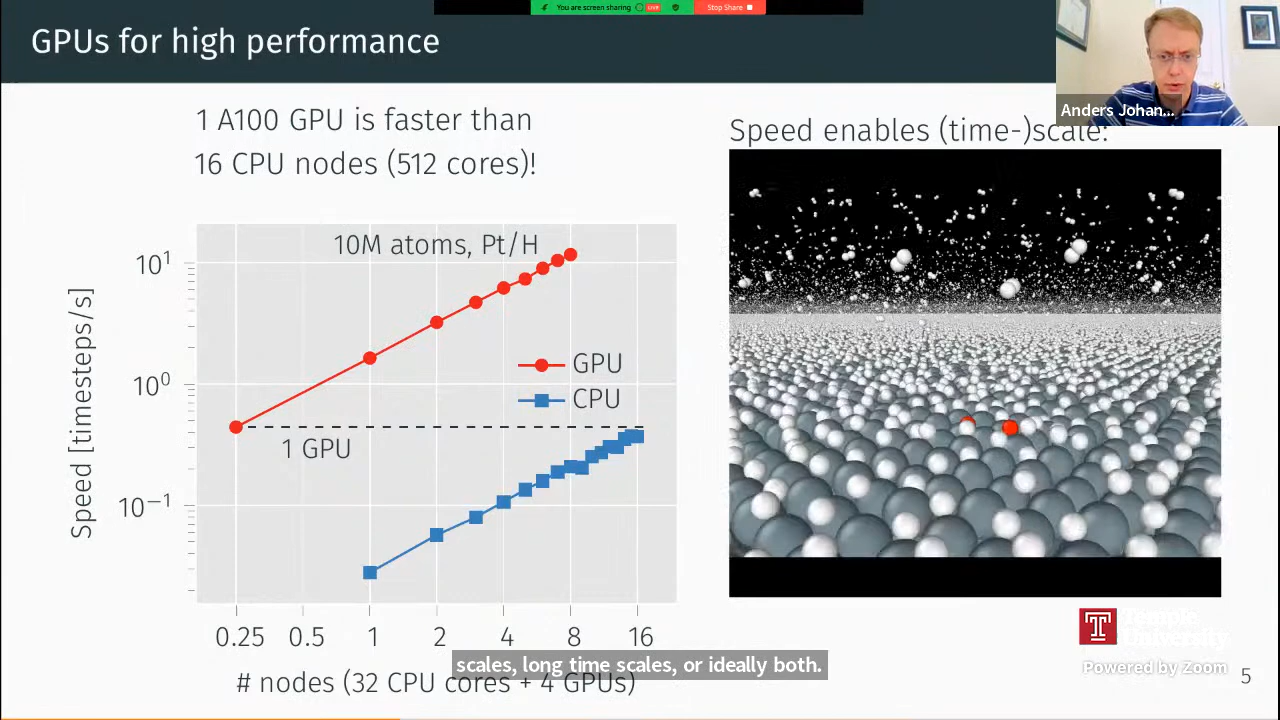 You are screen sharing
LIVE
Stop Share
GPUs for high performance
Anders Johan...
1 A100 GPU is faster than
16 CPU nodes (512 cores)!
Speed enables (time-)scale:
10M atoms, Pt/H
10¹
10⁰
10⁻¹
Speed [timesteps/s]
GPU
CPU
1 GPU
0.25 0.5 1 2 4 8 16
# nodes (32 CPU cores + 4 GPUs)
scales, long time scales, or ideally both.
Temple
University
Powered by Zoom
5